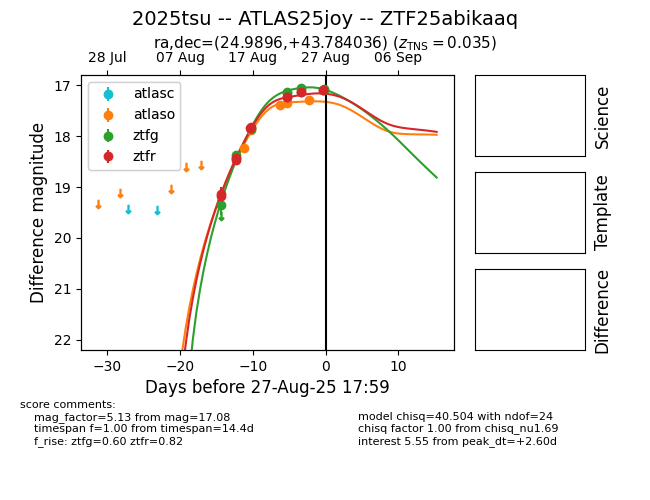 2025tsu -- ATLAS25joy -- ZTF25abikaaq
ra,dec=(24.9896,+43.784036) (z_TNS = 0.035)
28 Jul 07 Aug 17 Aug 27 Aug 06 Sep
atlasc
atlaso
ztfg
ztfr
17
18
19
20
21
22
Difference magnitude
−30 −20 −10 0 10
Days before 27-Aug-25 17:59
Science
Template
Difference
score comments:
mag_factor=5.13 from mag=17.08
timespan f=1.00 from timespan=14.4d
f_rise: ztfg=0.60 ztfr=0.82
model chisq=40.504 with ndof=24
chisq factor 1.00 from chisq_nu1.69
interest 5.55 from peak_dt=+2.60d